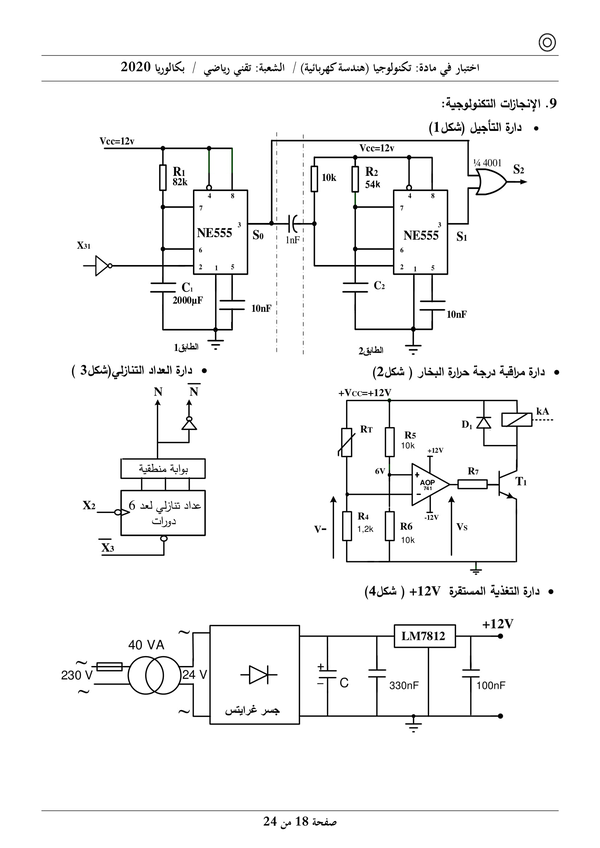 اختبار في مادة: تكنولوجيا (هندسة كهربائية) / الشعبة: تقني رياضي / بكالوريا 2020
9. الإنجازات التكنولوجية:
• دارة التأجيل (شكل1)
Vcc=12v
Vcc=12v
¼ 4001
R1
82k
10k
R2
54k
S2
4
8
4
8
7
7
3
3
NE555
S0
1nF
NE555
S1
X31
6
6
2
1
5
2
1
5
C1
2000µF
10nF
C2
10nF
الطابق1
الطابق2
• دارة مراقبة درجة حرارة البخار ( شكل2)
• دارة العداد التنازلي(شكل3 )
N
N̅
بوابة منطقية
X2
عداد تنازلي لعد 6
دورات
X̅3̅
+VCC=+12V
kA
D1
RT
R5
10k
6V
+12V
+
AOP
741
-
-12V
R7
T1
V-
R4
1,2k
R6
10k
VS
• دارة التغذية المستقرة +12V ( شكل4)
+12V
LM7812
40 VA
~
~
230 V
~
24 V
~
+
–
C
330nF
100nF
جسر غرايتس
صفحة 18 من 24